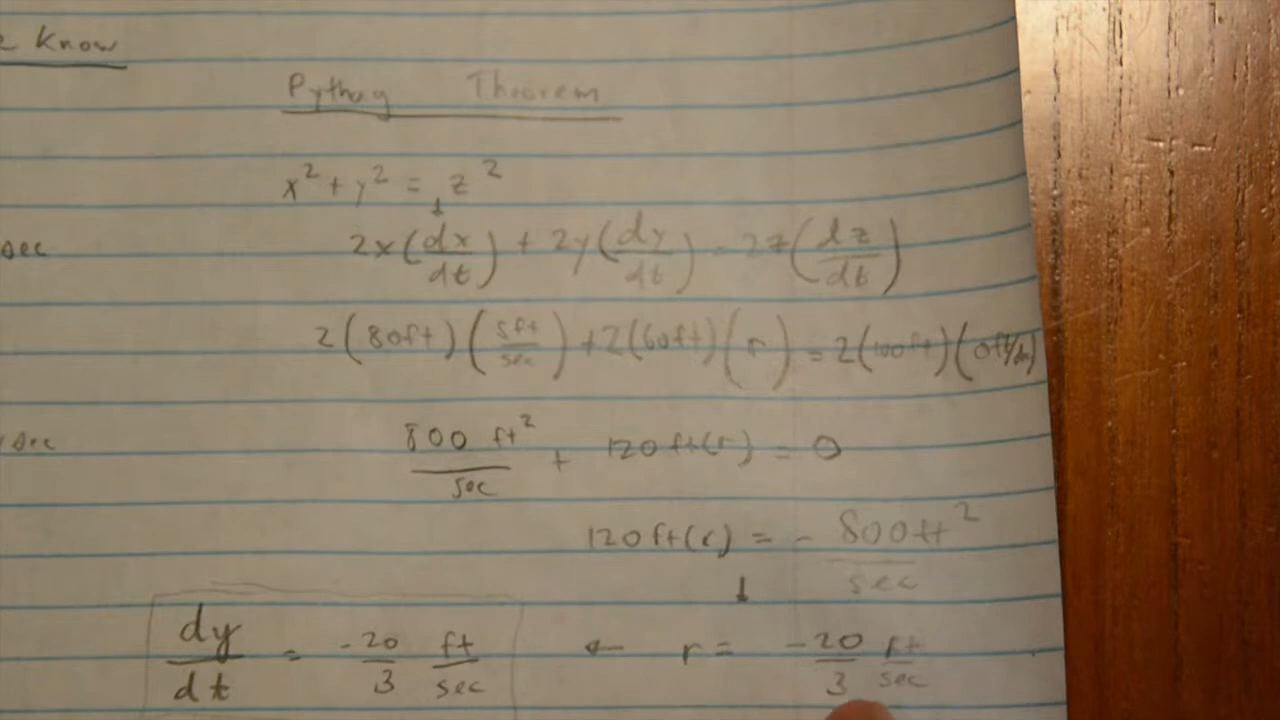 Know
Pythag Theorem
x² + y² = z²
sec
2x(dx/dt) + 2y(dy/dt) = 2z(dz/dt)
2(80ft)(5ft/sec) + 2(60ft)(r) = 2(100ft)(0ft/sec)
800 ft²/sec + 120ft(r) = 0
sec
120ft(r) = - 800ft²/sec
↓
dy/dt = -20/3 ft/sec ← r = -20/3 ft/sec